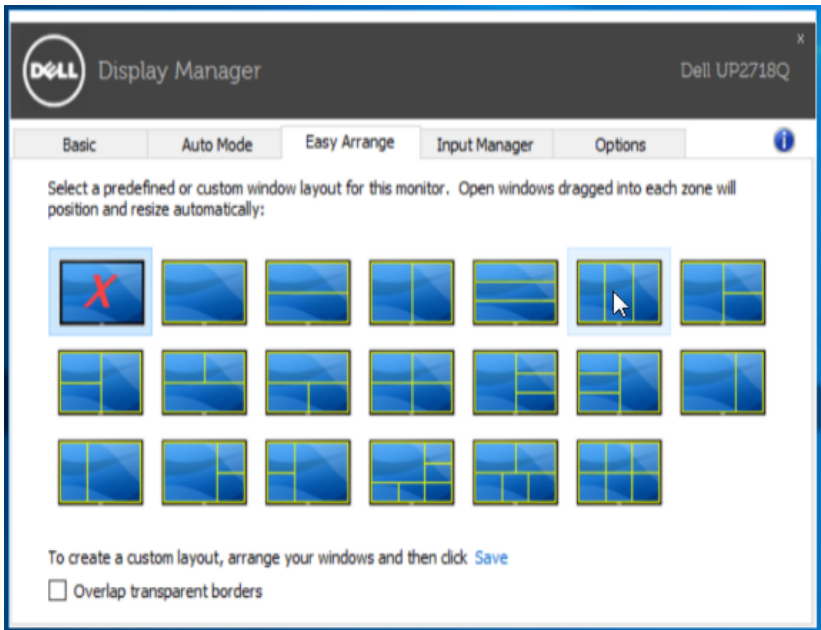 x
DELL Display Manager Dell UP2718Q
Basic Auto Mode Easy Arrange Input Manager Options i
Select a predefined or custom window layout for this monitor. Open windows dragged into each zone will
position and resize automatically:
X
To create a custom layout, arrange your windows and then click Save
Overlap transparent borders